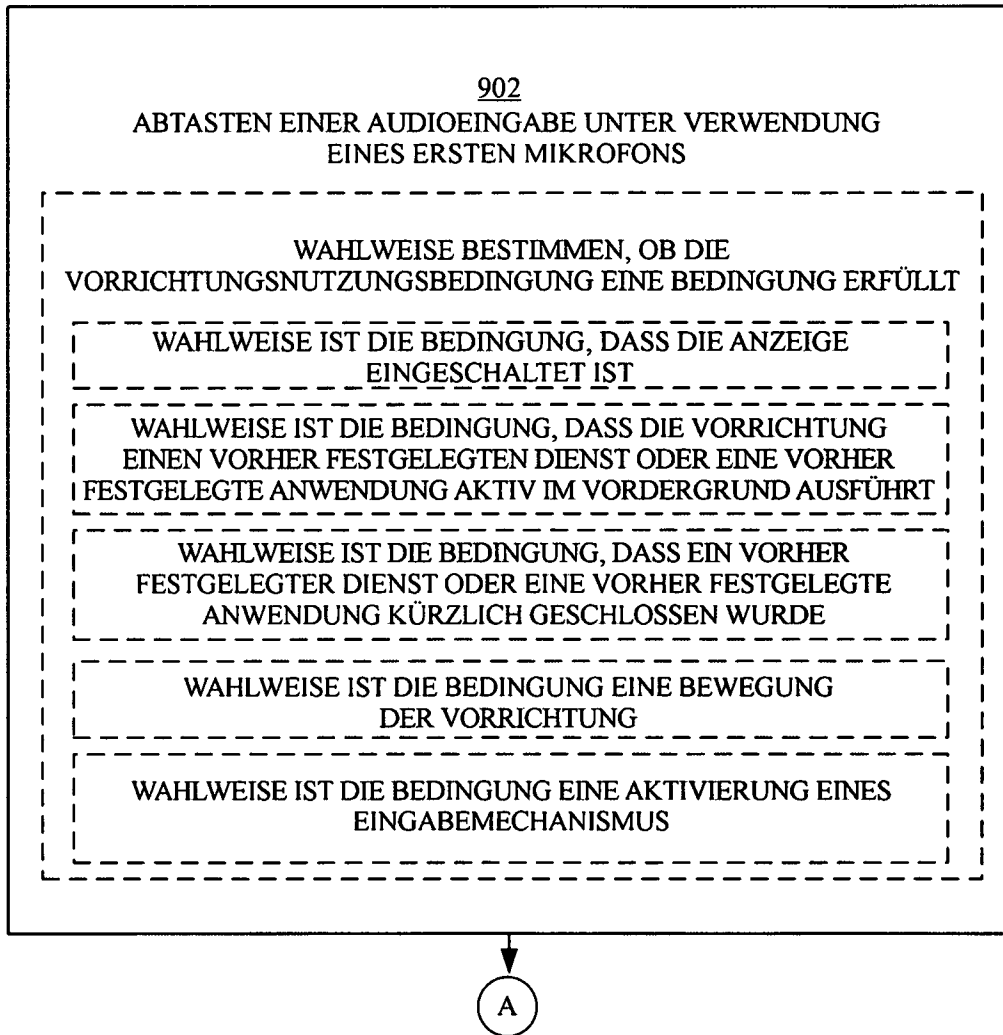 902
ABTASTEN EINER AUDIOEINGABE UNTER VERWENDUNG
EINES ERSTEN MIKROFONS
WAHLWEISE BESTIMMEN, OB DIE
VORRICHTUNGSNUTZUNGSBEDINGUNG EINE BEDINGUNG ERFÜLLT
WAHLWEISE IST DIE BEDINGUNG, DASS DIE ANZEIGE
EINGESCHALTET IST
WAHLWEISE IST DIE BEDINGUNG, DASS DIE VORRICHTUNG
EINEN VORHER FESTGELEGTEN DIENST ODER EINE VORHER
FESTGELEGTE ANWENDUNG AKTIV IM VORDERGRUND AUSFÜHRT
WAHLWEISE IST DIE BEDINGUNG, DASS EIN VORHER
FESTGELEGTER DIENST ODER EINE VORHER FESTGELEGTE
ANWENDUNG KÜRZLICH GESCHLOSSEN WURDE
WAHLWEISE IST DIE BEDINGUNG EINE BEWEGUNG
DER VORRICHTUNG
WAHLWEISE IST DIE BEDINGUNG EINE AKTIVIERUNG EINES
EINGABEMECHANISMUS
A